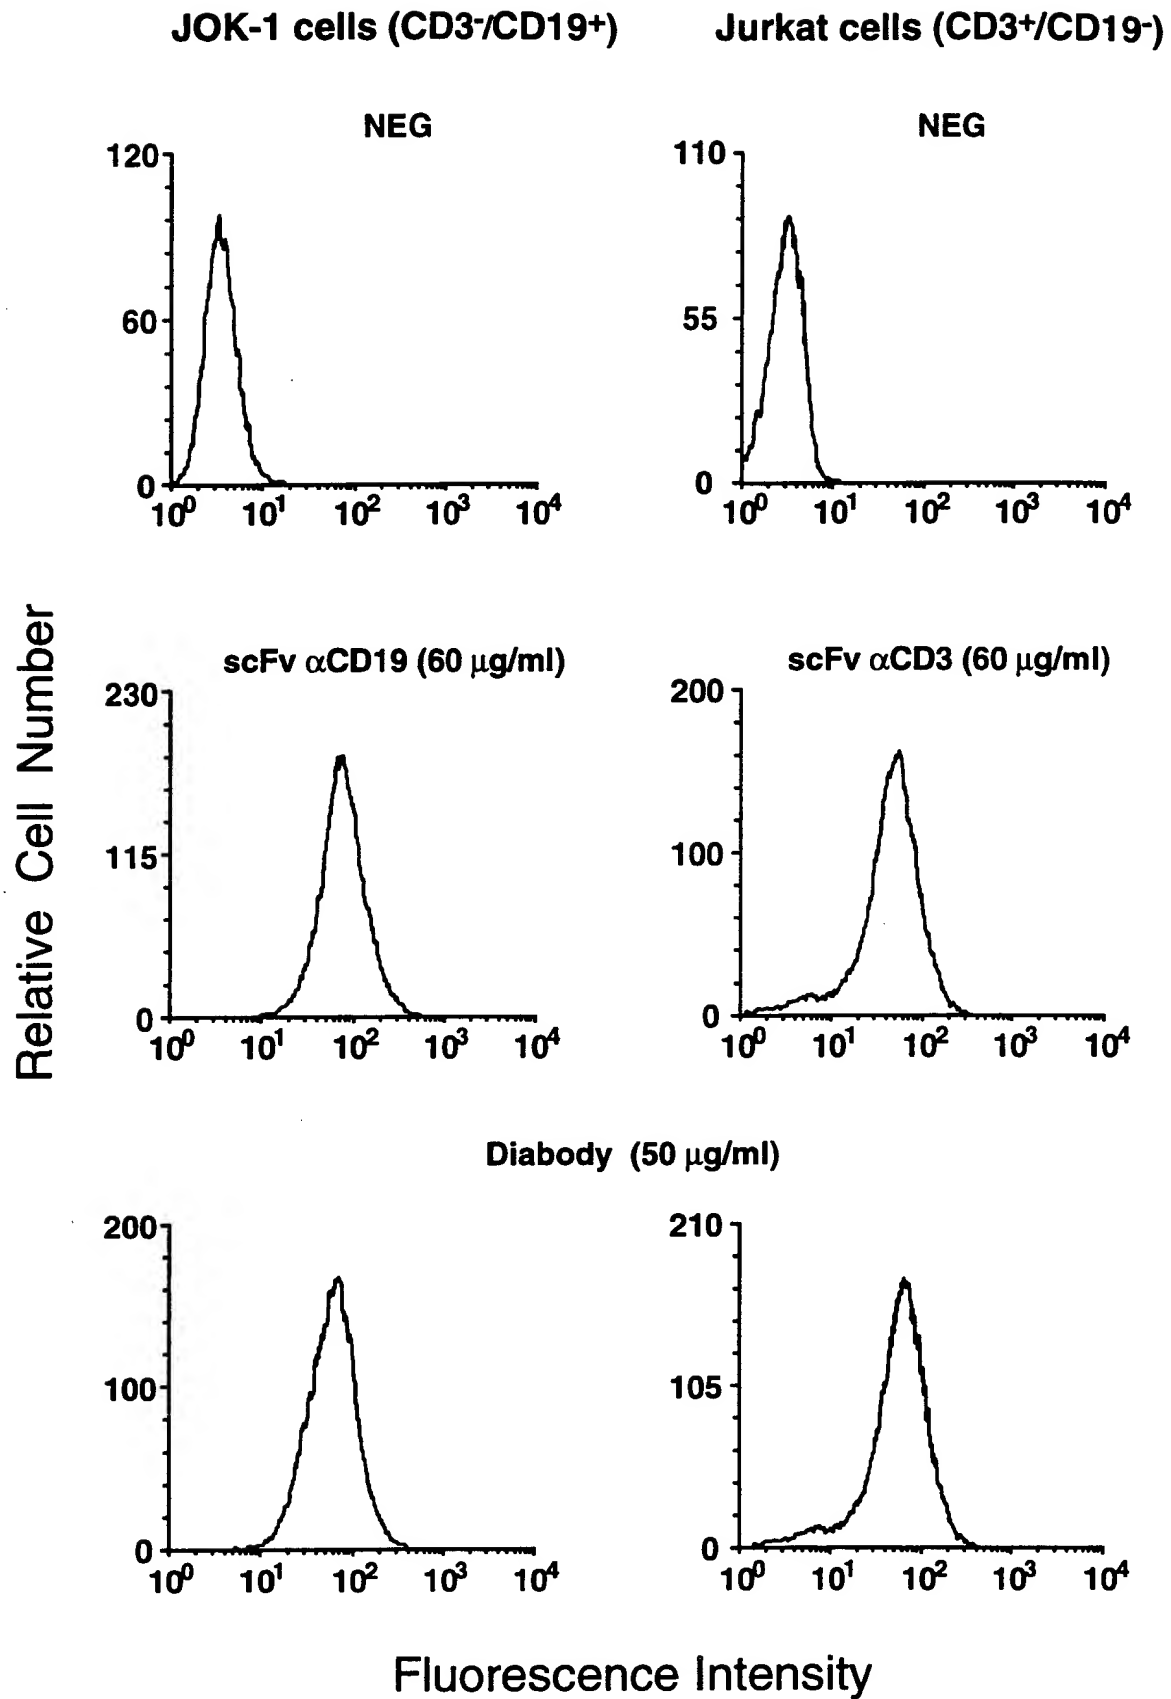 JOK-1 cells (CD3⁻/CD19+)
Jurkat cells (CD3+/CD19⁻)
NEG
NEG
120
60
0
10⁰ 10¹ 10² 10³ 10⁴
110
55
0
10⁰ 10¹ 10² 10³ 10⁴
Relative Cell Number
scFv αCD19 (60 μg/ml)
scFv αCD3 (60 μg/ml)
230
115
0
10⁰ 10¹ 10² 10³ 10⁴
200
100
0
10⁰ 10¹ 10² 10³ 10⁴
Diabody (50 μg/ml)
200
100
0
10⁰ 10¹ 10² 10³ 10⁴
210
105
0
10⁰ 10¹ 10² 10³ 10⁴
Fluorescence Intensity